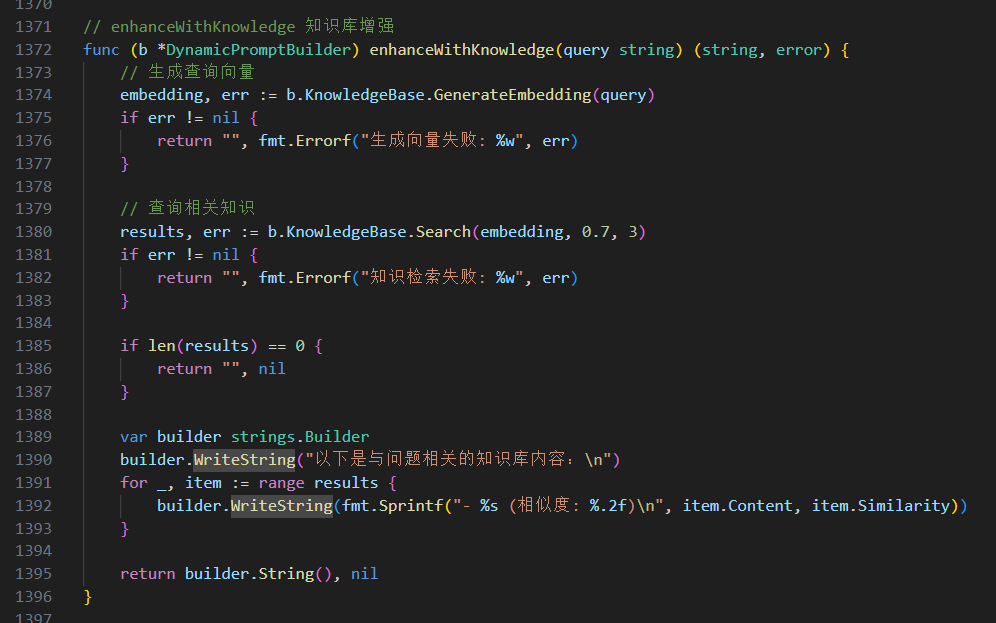 1370
1371 // enhanceWithKnowledge 知识库增强
1372 func (b *DynamicPromptBuilder) enhanceWithKnowledge(query string) (string, error) {
1373 // 生成查询向量
1374 embedding, err := b.KnowledgeBase.GenerateEmbedding(query)
1375 if err != nil {
1376 return "", fmt.Errorf("生成向量失败: %w", err)
1377 }
1378
1379 // 查询相关知识
1380 results, err := b.KnowledgeBase.Search(embedding, 0.7, 3)
1381 if err != nil {
1382 return "", fmt.Errorf("知识检索失败: %w", err)
1383 }
1384
1385 if len(results) == 0 {
1386 return "", nil
1387 }
1388
1389 var builder strings.Builder
1390 builder.WriteString("以下是与问题相关的知识库内容：\n")
1391 for _, item := range results {
1392 builder.WriteString(fmt.Sprintf("- %s (相似度: %.2f)\n", item.Content, item.Similarity))
1393 }
1394
1395 return builder.String(), nil
1396 }
1397